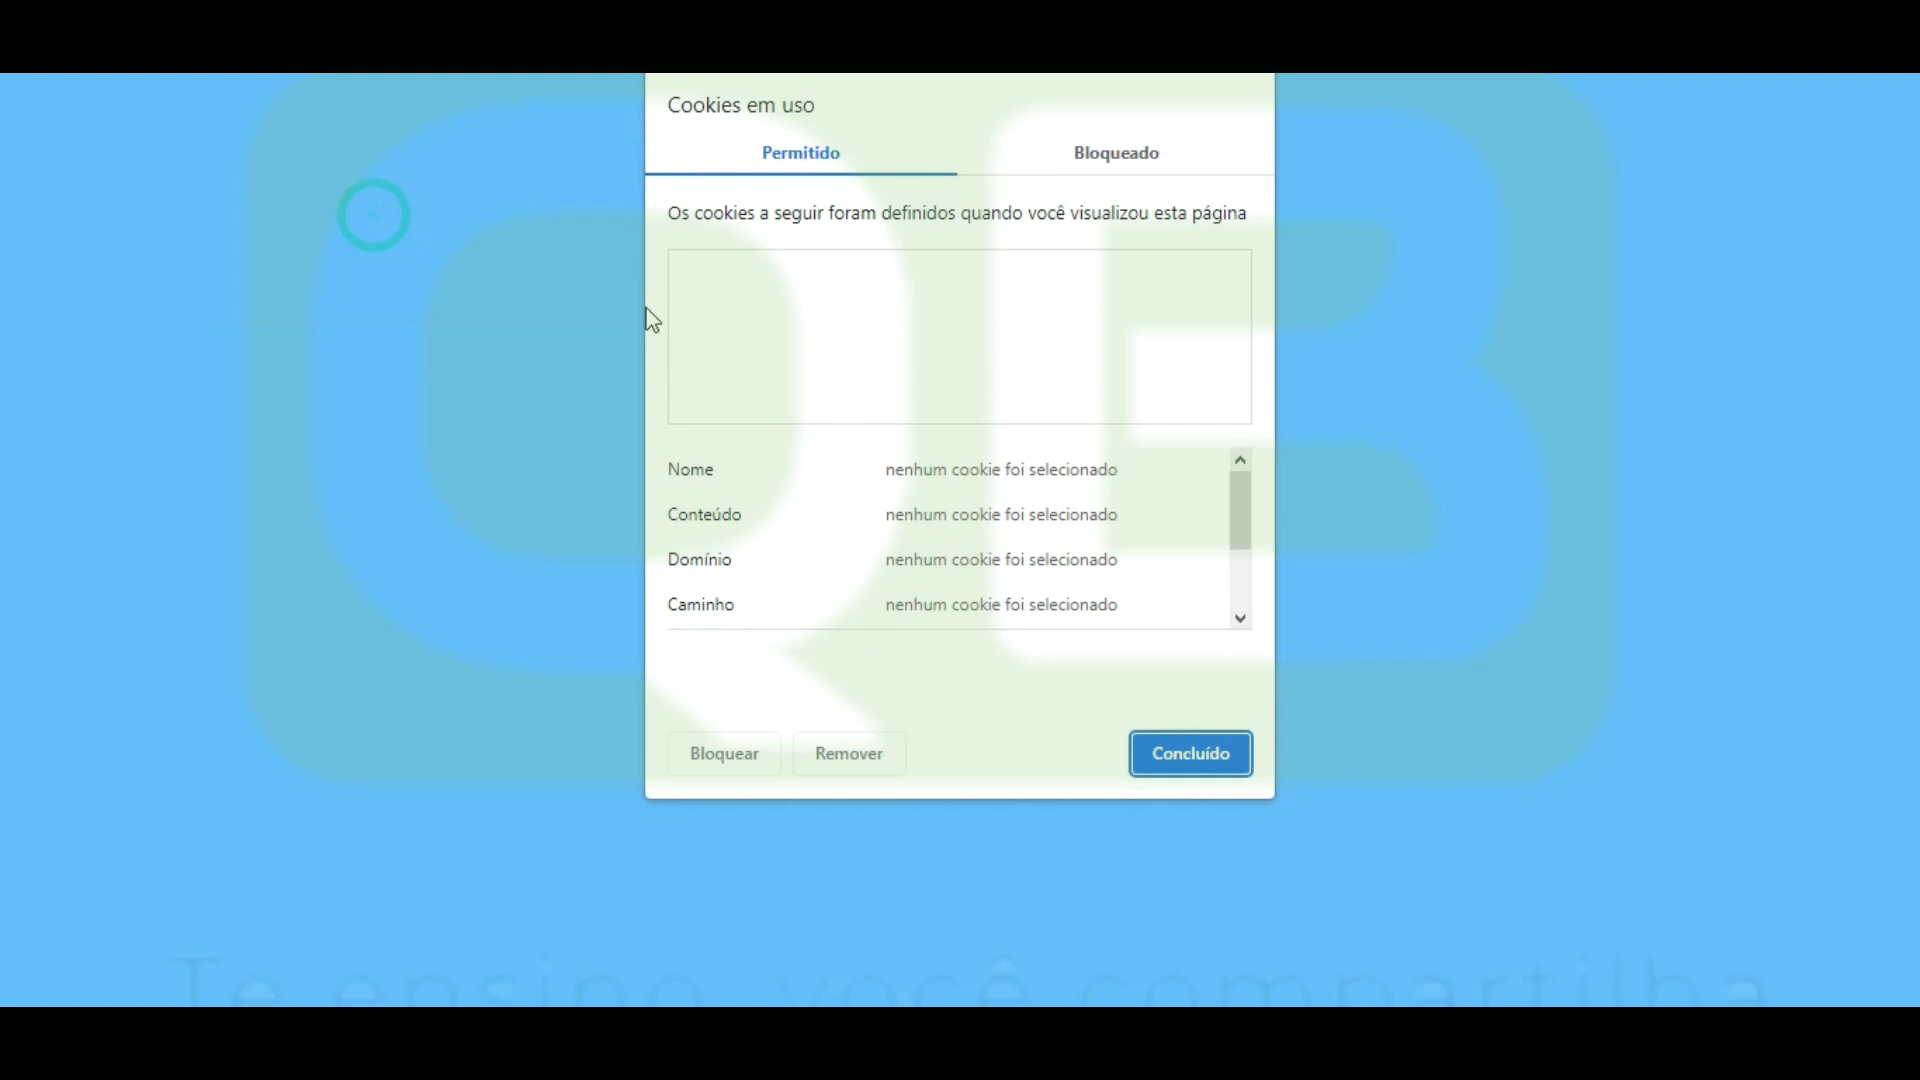 Cookies em uso
Permitido Bloqueado
Os cookies a seguir foram definidos quando você visualizou esta página
Nome nenhum cookie foi selecionado
Conteúdo nenhum cookie foi selecionado
Domínio nenhum cookie foi selecionado
Caminho nenhum cookie foi selecionado
Bloquear Remover Concluído
QB
Te ensino, você compartilha